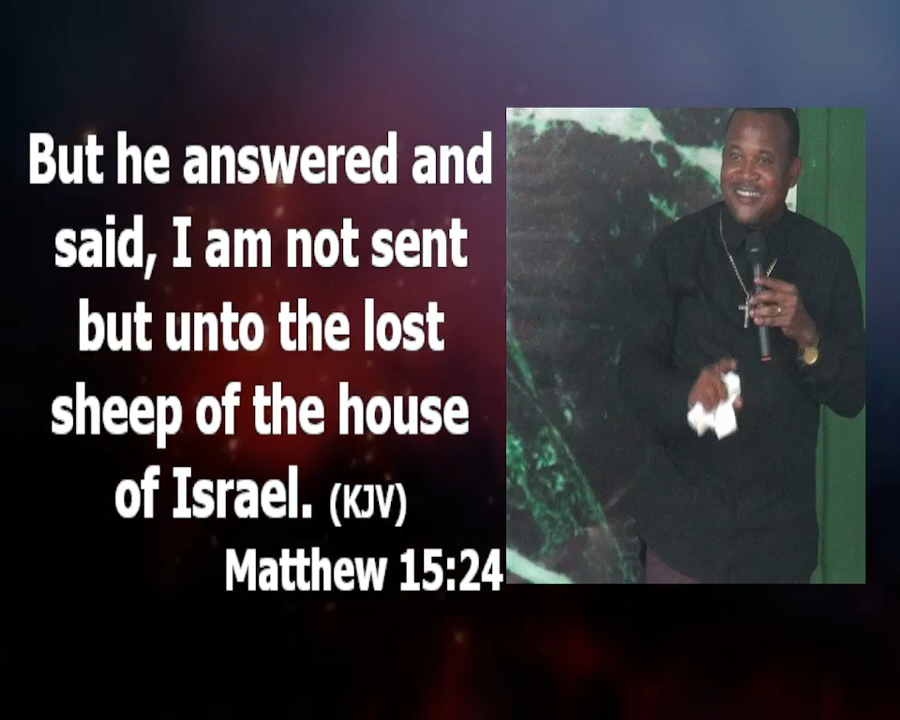 But he answered and
said, I am not sent
but unto the lost
sheep of the house
of Israel. (KJV)
Matthew 15:24